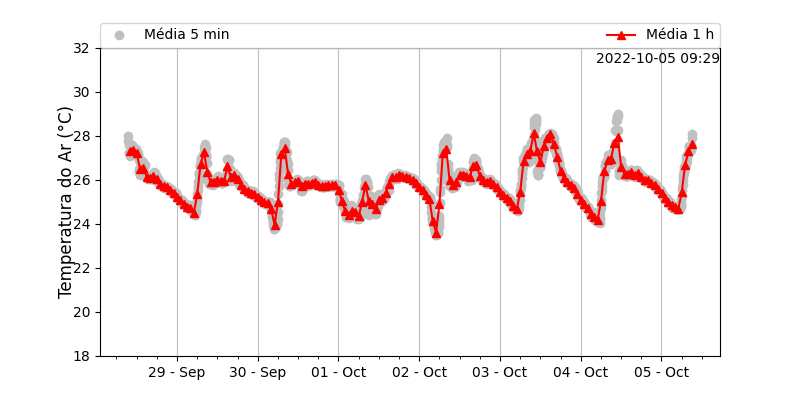 Média 5 min
Média 1 h
2022-10-05 09:29
Temperatura do Ar (°C)
32
30
28
26
24
22
20
18
29 - Sep
30 - Sep
01 - Oct
02 - Oct
03 - Oct
04 - Oct
05 - Oct